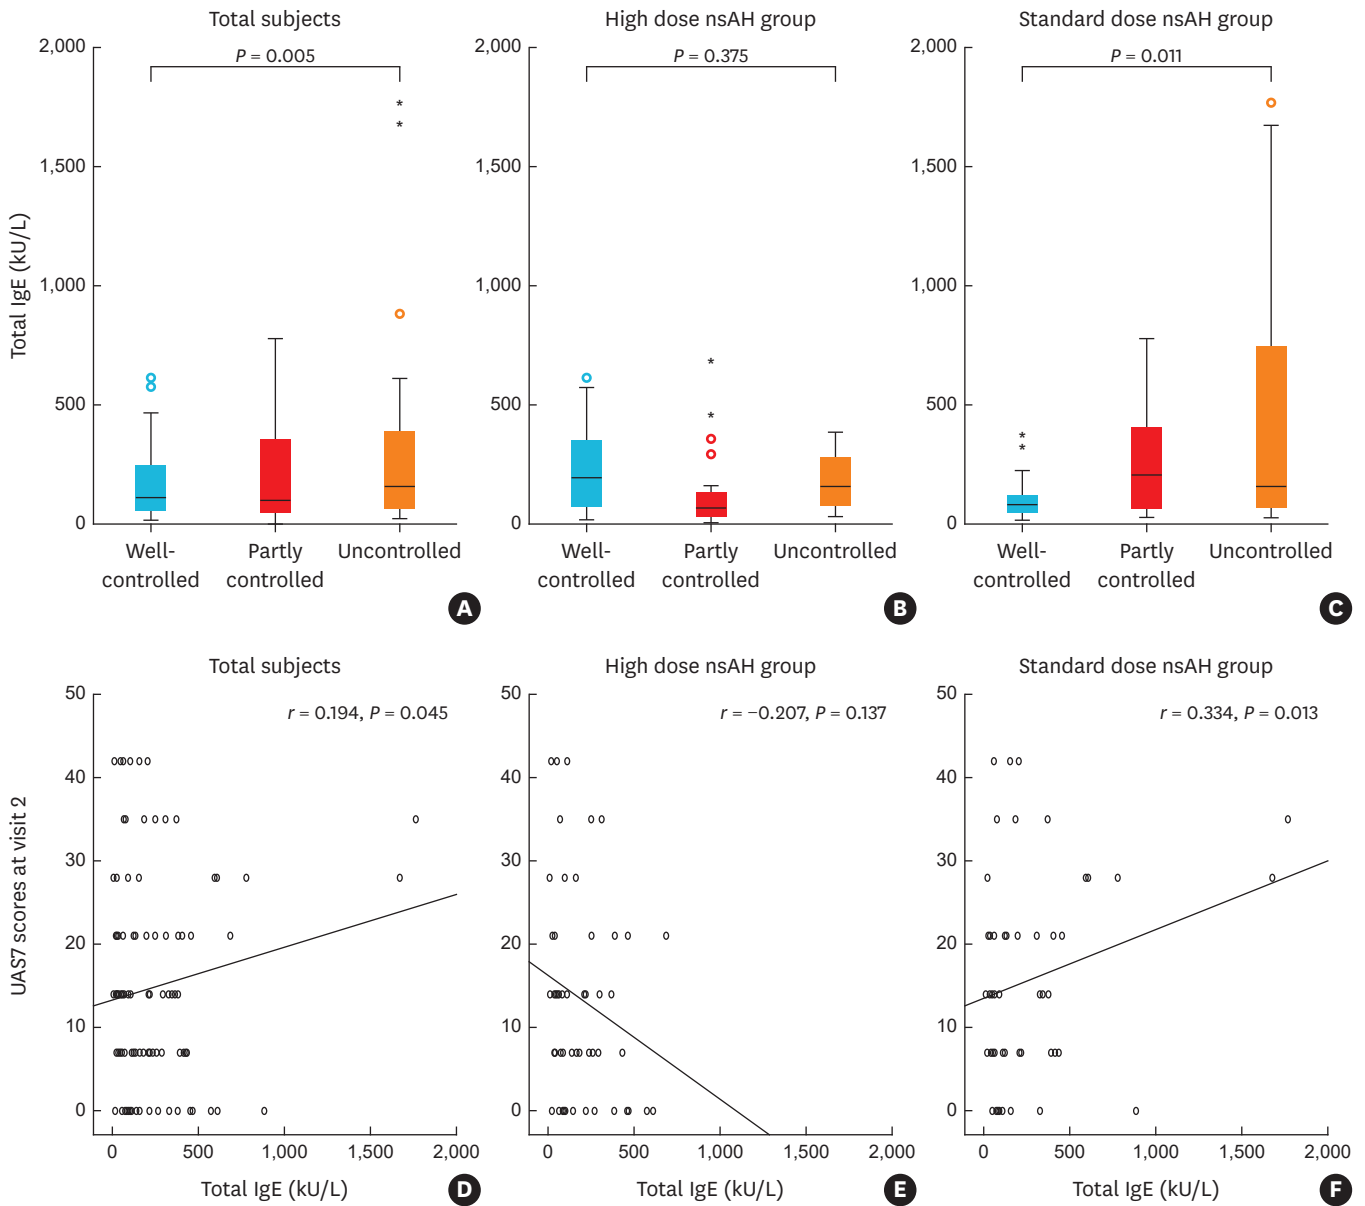 Total subjects
2,000
1,500
1,000
500
0
Total IgE (kU/L)
P = 0.005
*
*
Well-
controlled
Partly
controlled
Uncontrolled
A
High dose nsAH group
2,000
1,500
1,000
500
0
P = 0.375
*
*
Well-
controlled
Partly
controlled
Uncontrolled
B
Standard dose nsAH group
2,000
1,500
1,000
500
0
P = 0.011
*
*
Well-
controlled
Partly
controlled
Uncontrolled
C
Total subjects
50
40
30
20
10
0
UAS7 scores at visit 2
r = 0.194, P = 0.045
0 500 1,000 1,500 2,000
Total IgE (kU/L)
D
High dose nsAH group
50
40
30
20
10
0
r = −0.207, P = 0.137
0 500 1,000 1,500 2,000
Total IgE (kU/L)
E
Standard dose nsAH group
50
40
30
20
10
0
r = 0.334, P = 0.013
0 500 1,000 1,500 2,000
Total IgE (kU/L)
F